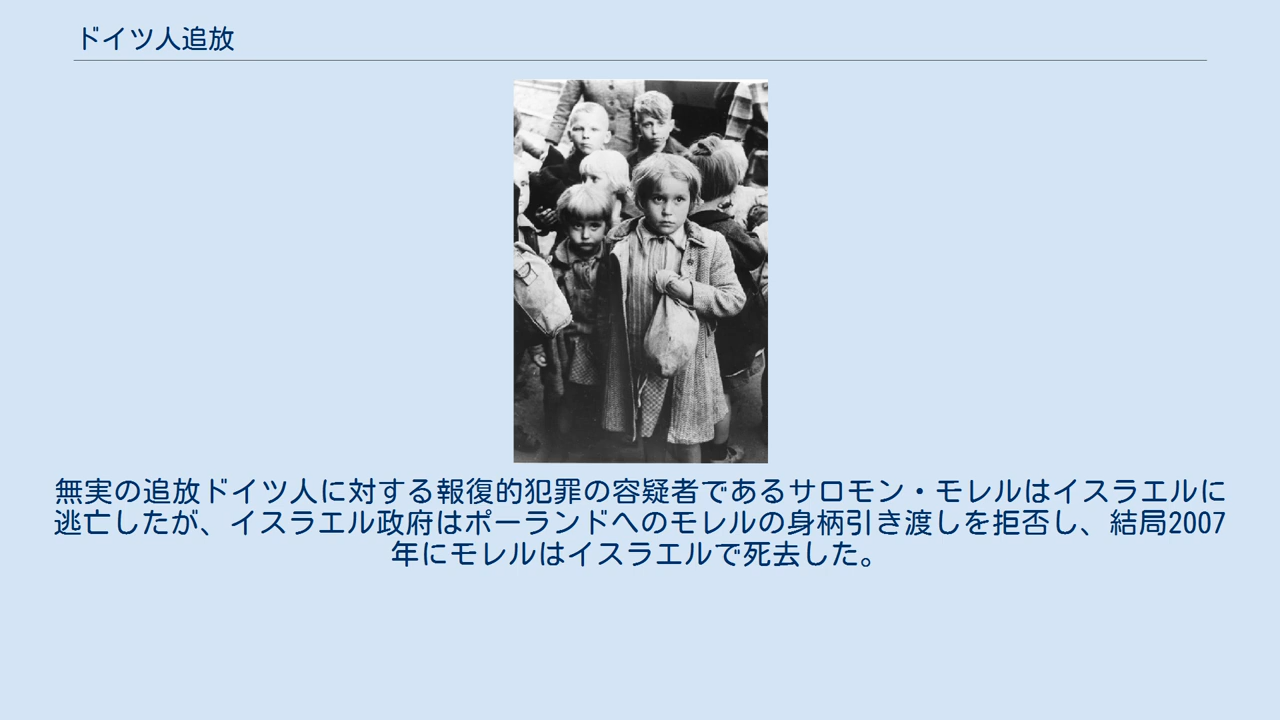 ドイツ人追放
無実の追放ドイツ人に対する報復的犯罪の容疑者であるサロモン・モレルはイスラエルに
逃亡したが、イスラエル政府はポーランドへのモレルの身柄引き渡しを拒否し、結局2007
年にモレルはイスラエルで死去した。